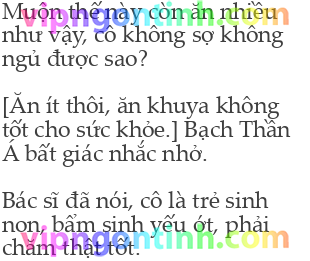 Muộn thế này còn ăn nhiều
như vậy, cô không sợ không
ngủ được sao?
[Ăn ít thôi, ăn khuya không
tốt cho sức khỏe.] Bạch Thần
Á bất giác nhắc nhở.
Bác sĩ đã nói, cô là trẻ sinh
non, bẩm sinh yếu ớt, phải
chăm thật tốt.
vipngontinh.com
vipngontinh.com